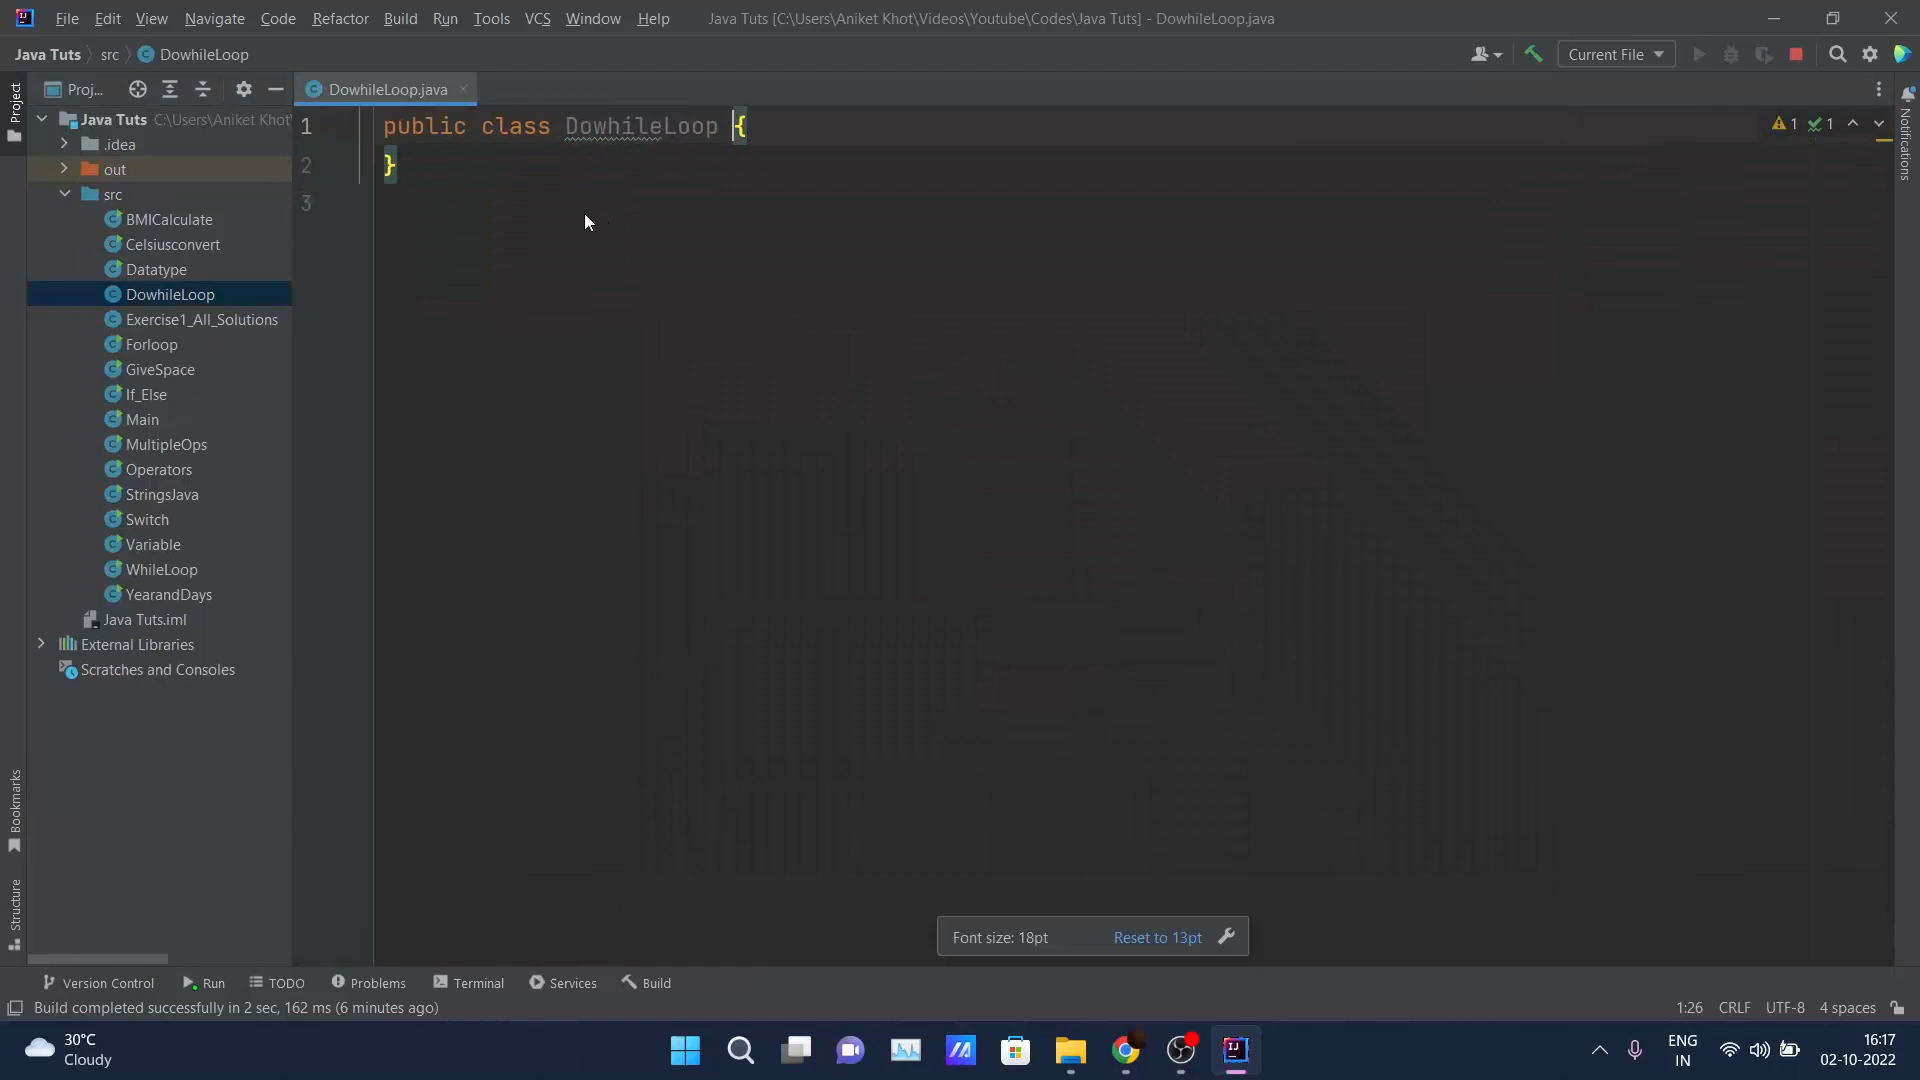 File Edit View Navigate Code Refactor Build Run Tools VCS Window Help
Java Tuts [C:\Users\Aniket Khot\Videos\Youtube\Codes\Java Tuts] - DowhileLoop.java
Java Tuts src DowhileLoop
Current File
Project
Proj...
DowhileLoop.java
Java Tuts C:\Users\Aniket Khot\
.idea
out
src
BMICalculate
Celsiusconvert
Datatype
DowhileLoop
Exercise1_All_Solutions
Forloop
GiveSpace
If_Else
Main
MultipleOps
Operators
StringsJava
Switch
Variable
WhileLoop
YearandDays
Java Tuts.iml
External Libraries
Scratches and Consoles
1 public class DowhileLoop {
2 }
3
1 1
Notifications
Bookmarks
Structure
Font size: 18pt Reset to 13pt
Version Control Run TODO Problems Terminal Services Build
Build completed successfully in 2 sec, 162 ms (6 minutes ago)
1:26 CRLF UTF-8 4 spaces
30°C
Cloudy
ENG
IN
16:17
02-10-2022